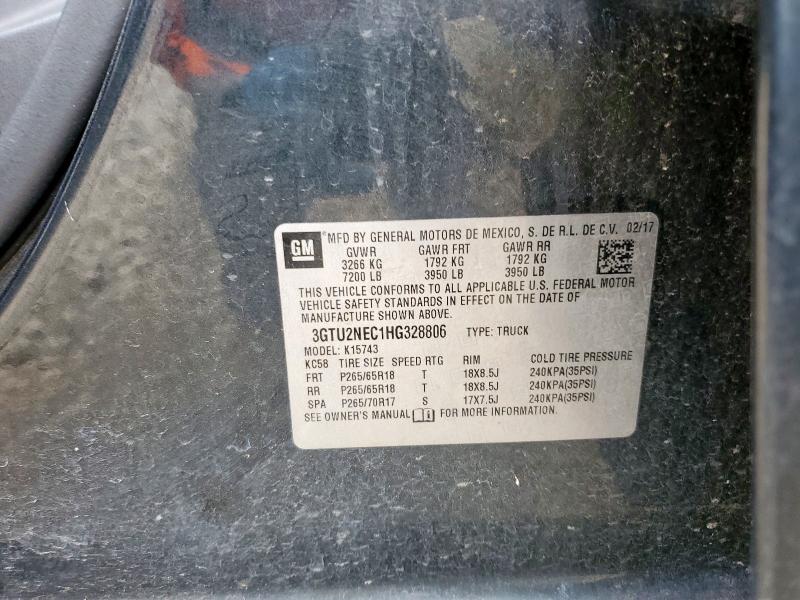 GM ® MFD BY GENERAL MOTORS DE MEXICO, S. DE R.L. DE C.V. 02/17
GVWR GAWR FRT GAWR RR
3266 KG 1792 KG 1792 KG
7200 LB 3950 LB 3950 LB
THIS VEHICLE CONFORMS TO ALL APPLICABLE U.S. FEDERAL MOTOR
VEHICLE SAFETY STANDARDS IN EFFECT ON THE DATE OF
MANUFACTURE SHOWN ABOVE.
3GTU2NEC1HG328806 TYPE: TRUCK
MODEL: K15743
KC58 TIRE SIZE SPEED RTG RIM COLD TIRE PRESSURE
FRT P265/65R18 T 18X8.5J 240KPA(35PSI)
RR P265/65R18 T 18X8.5J 240KPA(35PSI)
SPA P265/70R17 S 17X7.5J 240KPA(35PSI)
SEE OWNER'S MANUAL FOR MORE INFORMATION.